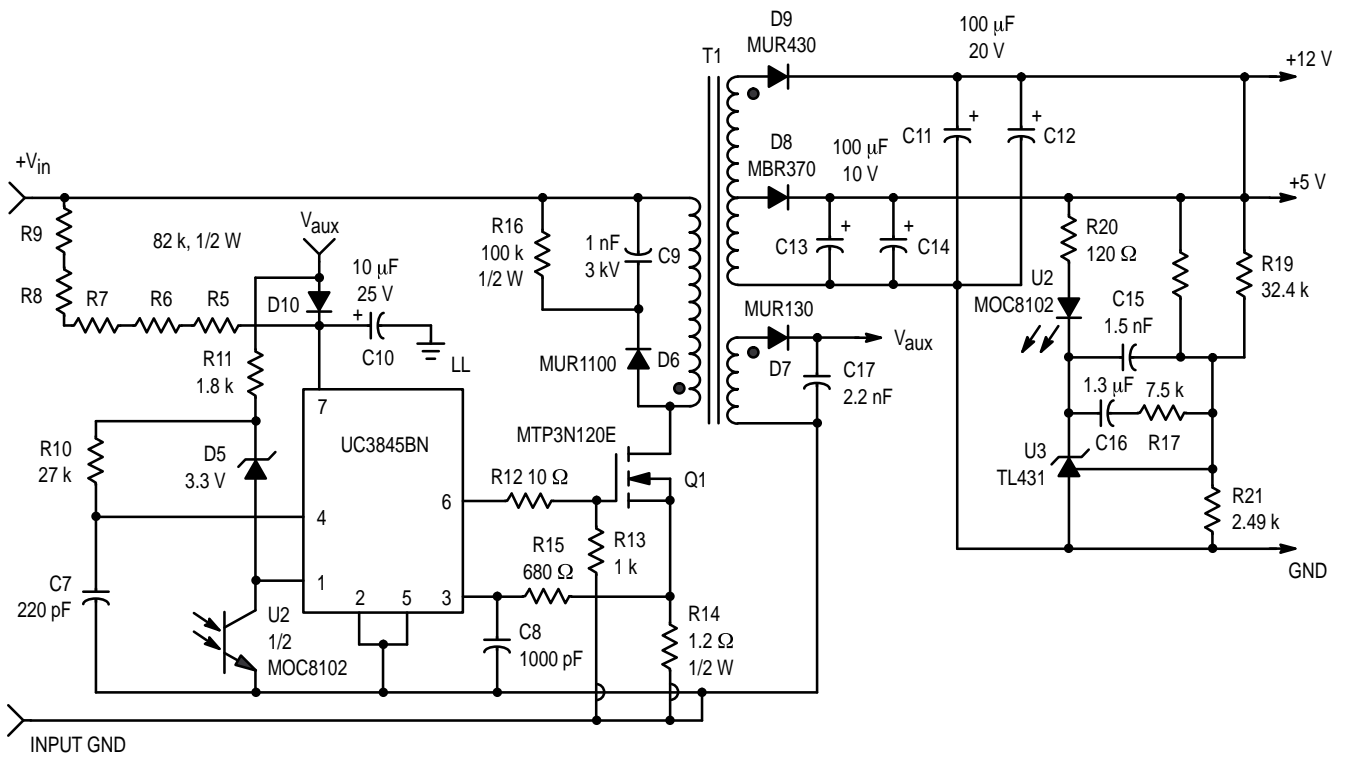 D9
MUR430
100 μF
20 V
T1
+12 V
C11
+
+
C12
D8
MBR370
100 μF
10 V
+5 V
+Vin
R9
82 k, 1/2 W
Vaux
R16
100 k
1/2 W
1 nF
3 kV
C9
C13
+
+
C14
R20
120 Ω
R19
32.4 k
R8
R7
R6
R5
D10
10 μF
25 V
+
C10
LL
U2
MOC8102
C15
1.5 nF
MUR130
D7
Vaux
C17
2.2 nF
R11
1.8 k
MUR1100
D6
1.3 μF
C16
7.5 k
R17
7
UC3845BN
MTP3N120E
Q1
R10
27 k
D5
3.3 V
U3
TL431
R12 10 Ω
6
4
R13
1 k
R21
2.49 k
R15
680 Ω
GND
C7
220 pF
1
2
5
3
U2
1/2
MOC8102
C8
1000 pF
R14
1.2 Ω
1/2 W
INPUT GND